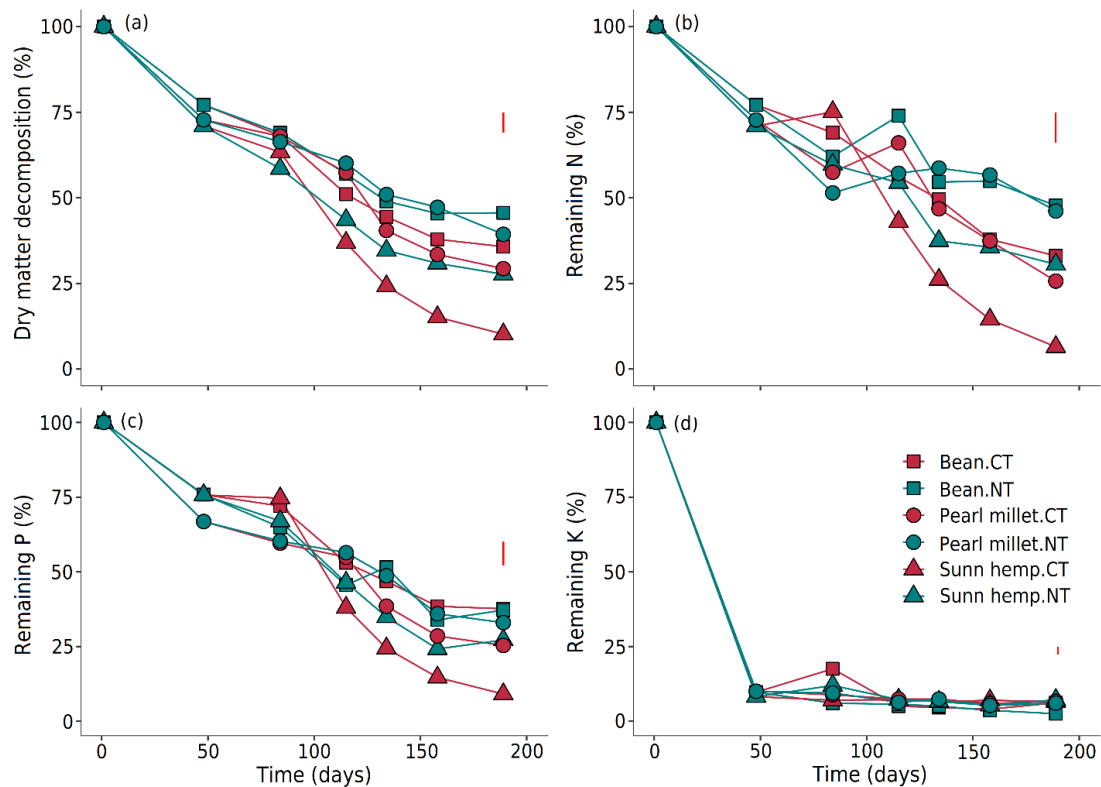 (a)
Dry matter decomposition (%)
100
75
50
25
0
(b)
Remaining N (%)
100
75
50
25
0
(c)
Remaining P (%)
100
75
50
25
0
0 50 100 150 200
Time (days)
(d)
Remaining K (%)
100
75
50
25
0
Bean.CT
Bean.NT
Pearl millet.CT
Pearl millet.NT
Sunn hemp.CT
Sunn hemp.NT
0 50 100 150 200
Time (days)